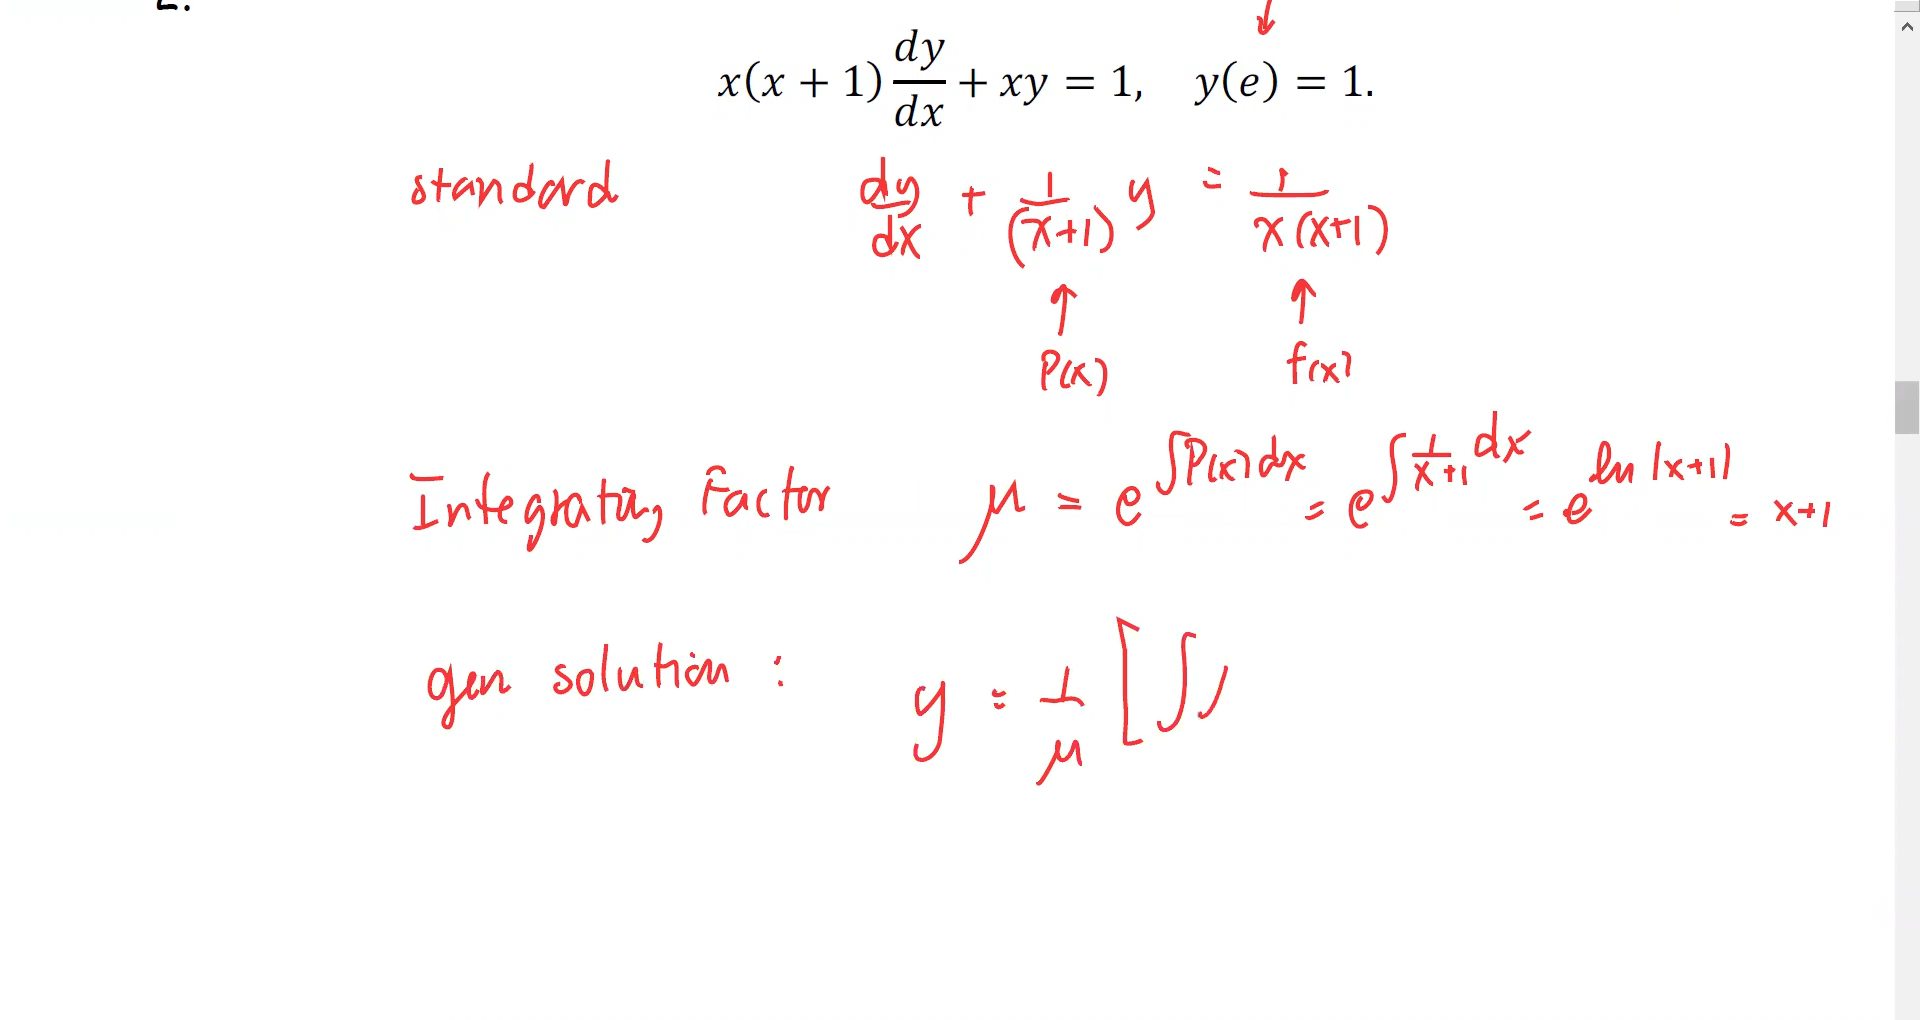 2.
x(x + 1) dy/dx + xy = 1, y(e) = 1.
standard dy/dx + 1/(x+1) y = 1/x(x+1)
↑ ↑
P(x) f(x)
Integrating Factor μ = e^∫P(x)dx = e^∫1/x+1 dx = e^ln|x+1| = x+1
gen solution : y = 1/μ [∫